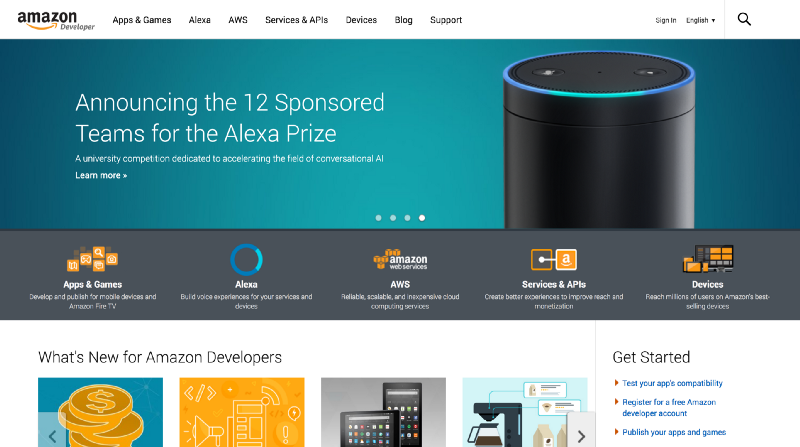 amazon
Developer
Apps & Games Alexa AWS Services & APIs Devices Blog Support
Sign In English
Announcing the 12 Sponsored
Teams for the Alexa Prize
A university competition dedicated to accelerating the field of conversational AI
Learn more »
amazon
web services
Apps & Games
Develop and publish for mobile devices and
Amazon Fire TV
Alexa
Build voice experiences for your services and
devices
AWS
Reliable, scalable, and inexpensive cloud
computing services
Services & APIs
Create better experiences to improve reach and
monetization
Devices
Reach millions of users on Amazon's best-
selling devices
What's New for Amazon Developers
Get Started
Test your app's compatibility
Register for a free Amazon
developer account
Publish your apps and games